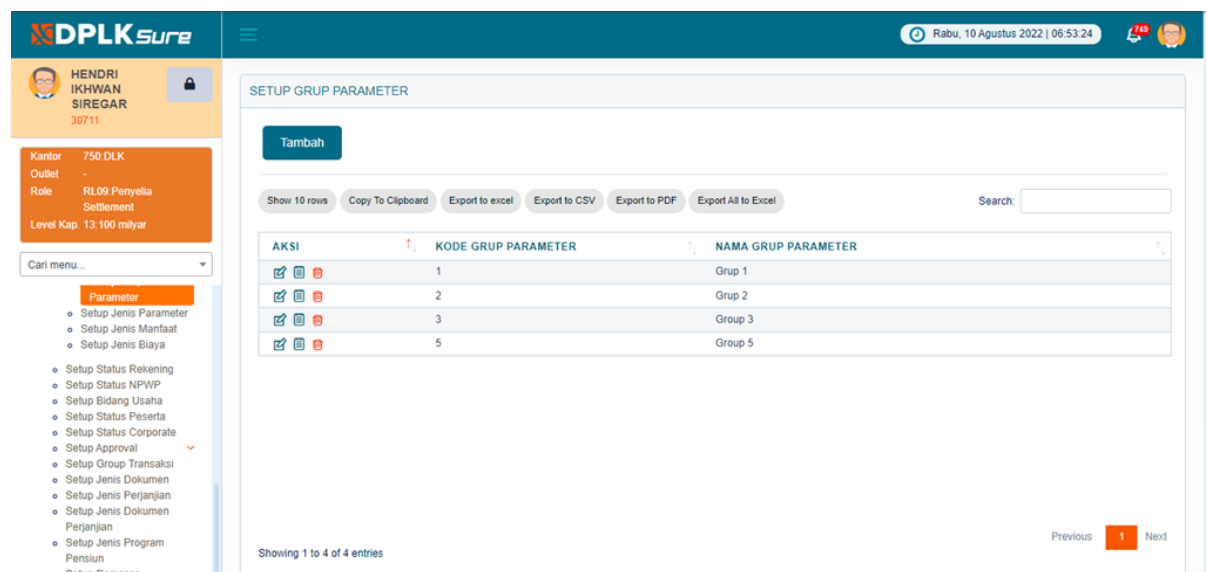 DPLKSure
Rabu, 10 Agustus 2022 | 06:53:24
749
HENDRI
IKHWAN
SIREGAR
30711
Kantor 750:DLK
Outlet -
Role RL09:Penyelia
Settlement
Level Kap. 13:100 milyar
Cari menu...
Parameter
Setup Jenis Parameter
Setup Jenis Manfaat
Setup Jenis Biaya
Setup Status Rekening
Setup Status NPWP
Setup Bidang Usaha
Setup Status Peserta
Setup Status Corporate
Setup Approval
Setup Group Transaksi
Setup Jenis Dokumen
Setup Jenis Perjanjian
Setup Jenis Dokumen
Perjanjian
Setup Jenis Program
Pensiun
SETUP GRUP PARAMETER
Tambah
Show 10 rows Copy To Clipboard Export to excel Export to CSV Export to PDF Export All to Excel Search:
AKSI KODE GRUP PARAMETER NAMA GRUP PARAMETER
1 Grup 1
2 Grup 2
3 Group 3
5 Group 5
Showing 1 to 4 of 4 entries
Previous 1 Next